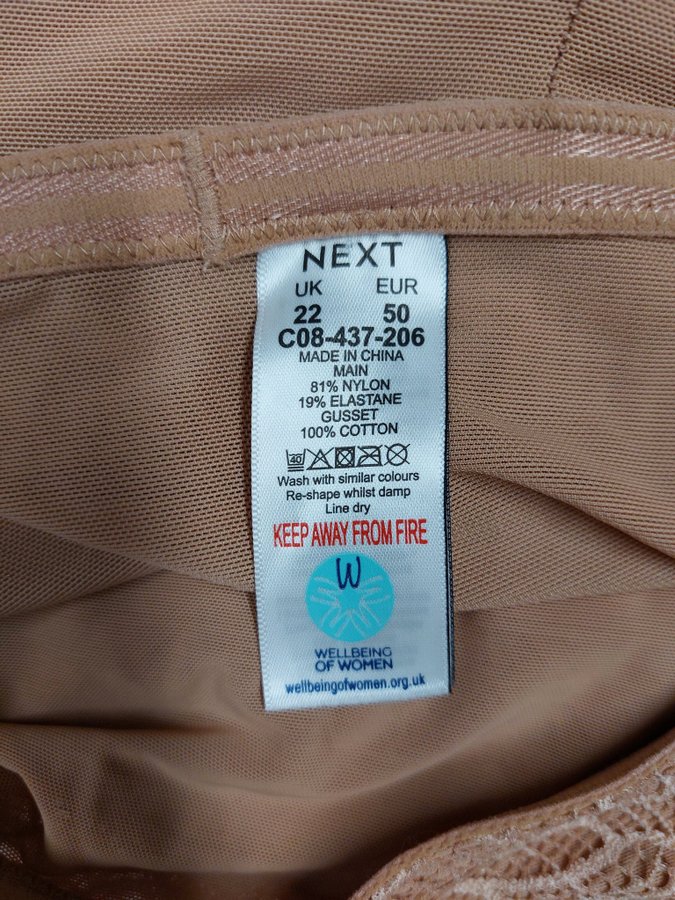 NEXT
UK EUR
22 50
C08-437-206
MADE IN CHINA
MAIN
81% NYLON
19% ELASTANE
GUSSET
100% COTTON
40
Wash with similar colours
Re-shape whilst damp
Line dry
KEEP AWAY FROM FIRE
W
WELLBEING
OF WOMEN
wellbeingofwomen.org.uk